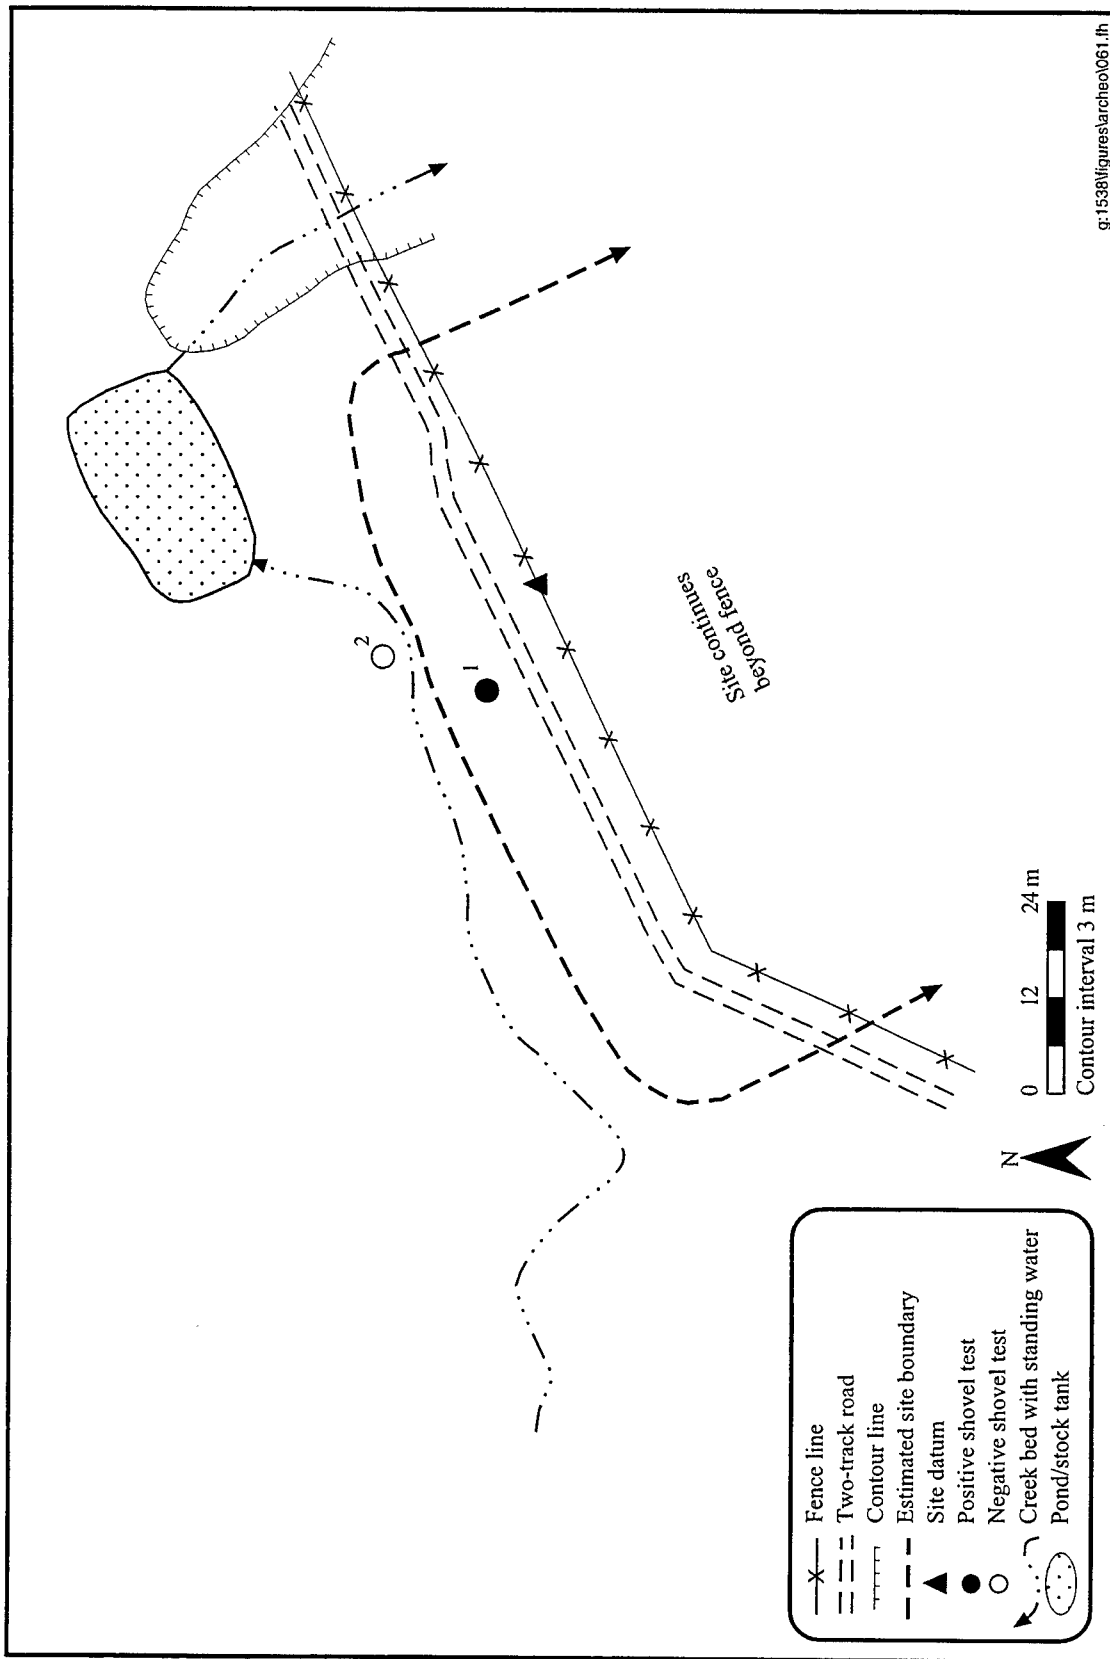 2
1
Site continues
beyond fence
N
0 12 24 m
Contour interval 3 m
Fence line
Two-track road
Contour line
Estimated site boundary
Site datum
Positive shovel test
Negative shovel test
Creek bed with standing water
Pond/stock tank
g:1538\figures\archeo\061.fh